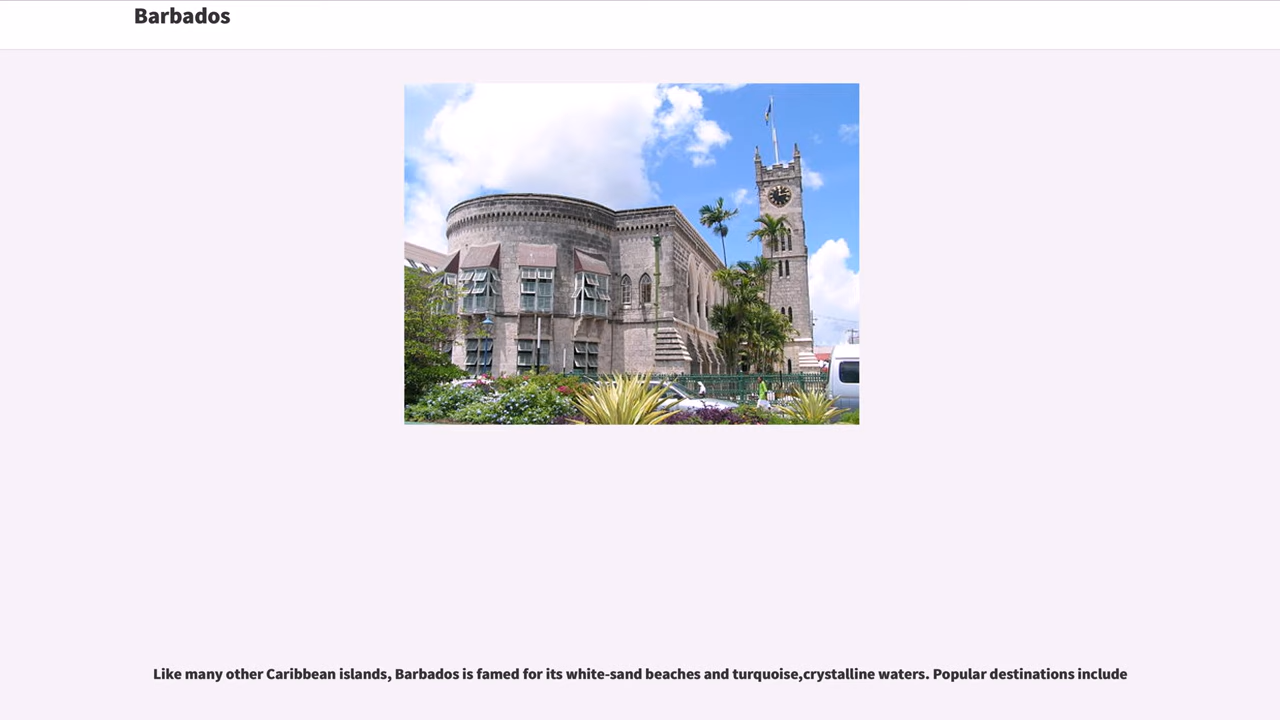 Barbados
Like many other Caribbean islands, Barbados is famed for its white-sand beaches and turquoise,crystalline waters. Popular destinations include